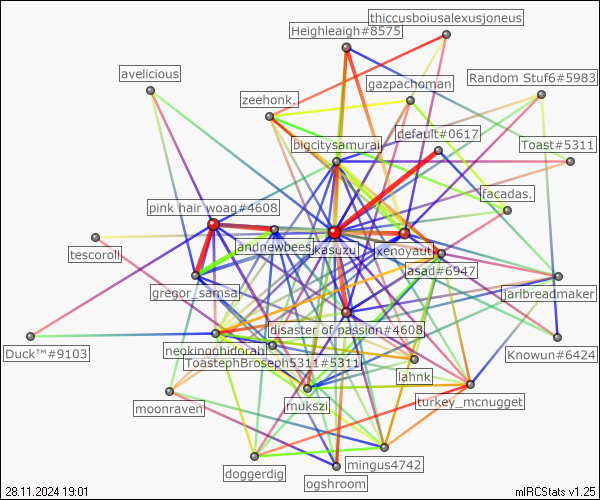 thiccusboiusalexusjoneus
Heighleigh#8575
avelicious
gazpachoman
Random Stuf6#5983
zeehonk.
default#0617
bigcitysamurai
Toast#5311
facadas.
pink hair woag#4608
andnewbees
jkasuzu
xenoyaut
tescoroll
asad#6947
gregor_samsa
jarlbreadmaker
disaster of passion#4608
neokingghidorah
Duck™#9103
Knowun#6424
ToastephBroseph5311#5311
lahnk
moonraven
mukszi
turkey_mcnugget
mingus4742
doggerdig
ogshroom
28.11.2024 19:01
mIRCStats v1.25